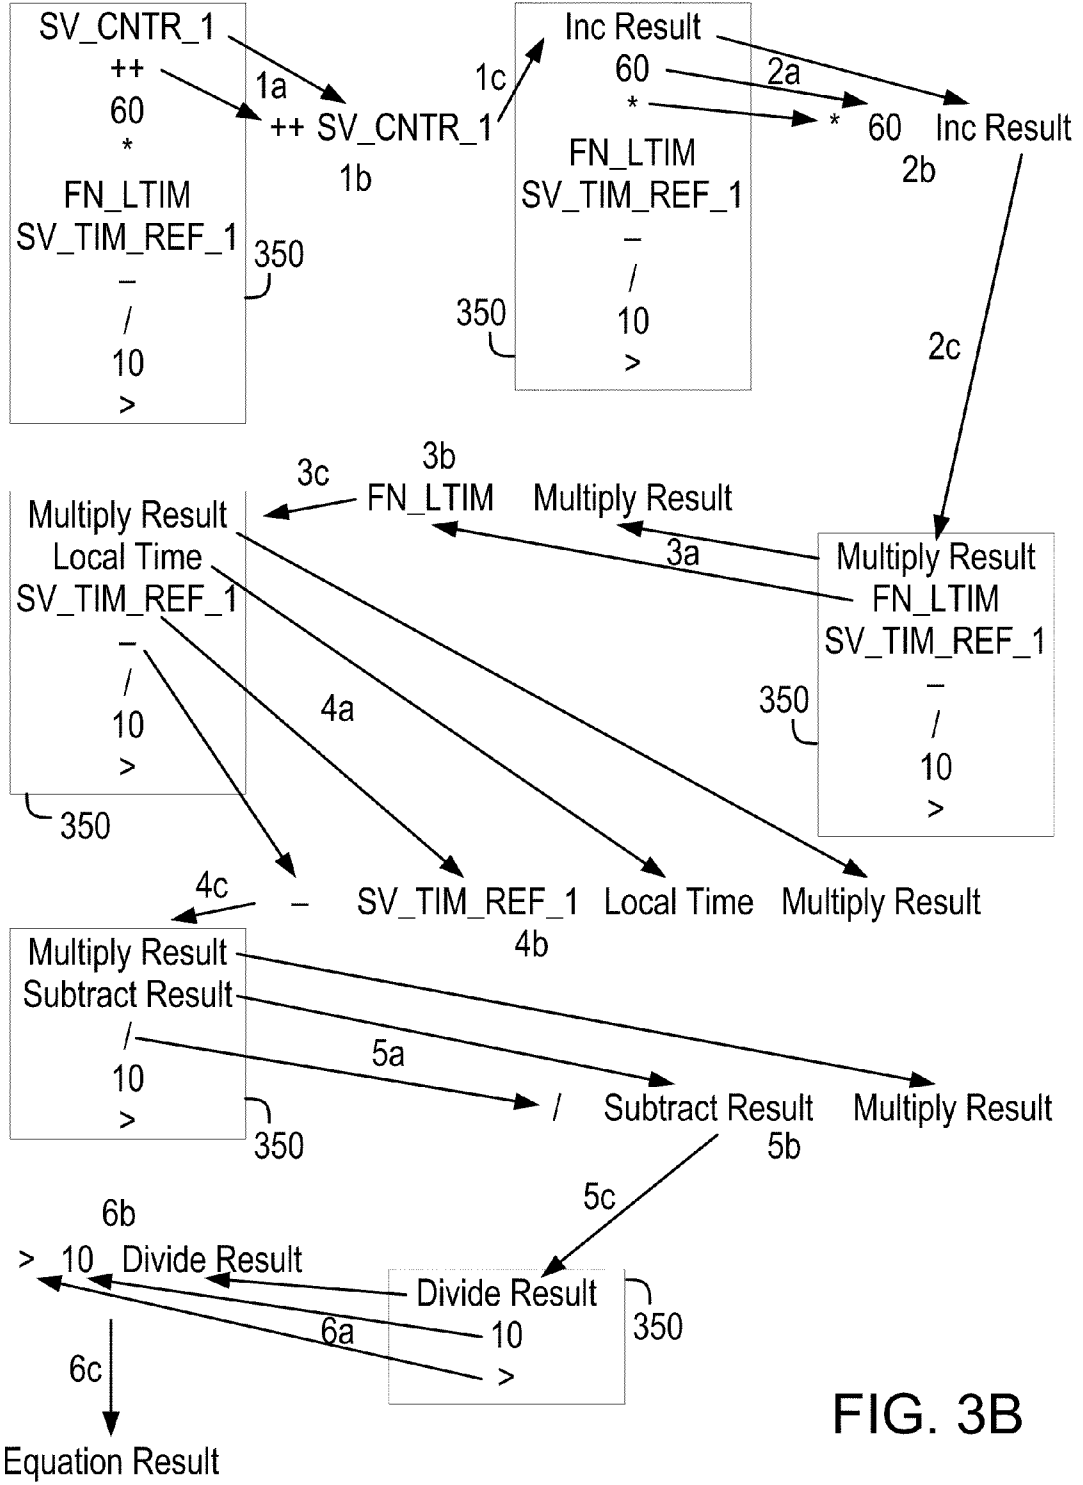 SV_CNTR_1
++
60
*
FN_LTIM
SV_TIM_REF_1
–
/
10
>
350
1a
++ SV_CNTR_1
1b
1c
Inc Result
60
*
FN_LTIM
SV_TIM_REF_1
–
/
10
>
350
2a
* 60 Inc Result
2b
2c
Multiply Result
FN_LTIM
SV_TIM_REF_1
–
/
10
>
350
3a
3b
FN_LTIM Multiply Result
3c
Multiply Result
Local Time
SV_TIM_REF_1
–
/
10
>
350
4a
– SV_TIM_REF_1 Local Time Multiply Result
4b
4c
Multiply Result
Subtract Result
/
10
>
350
5a
/ Subtract Result Multiply Result
5b
5c
Divide Result
10
>
350
6a
6b
> 10 Divide Result
6c
Equation Result
FIG. 3B